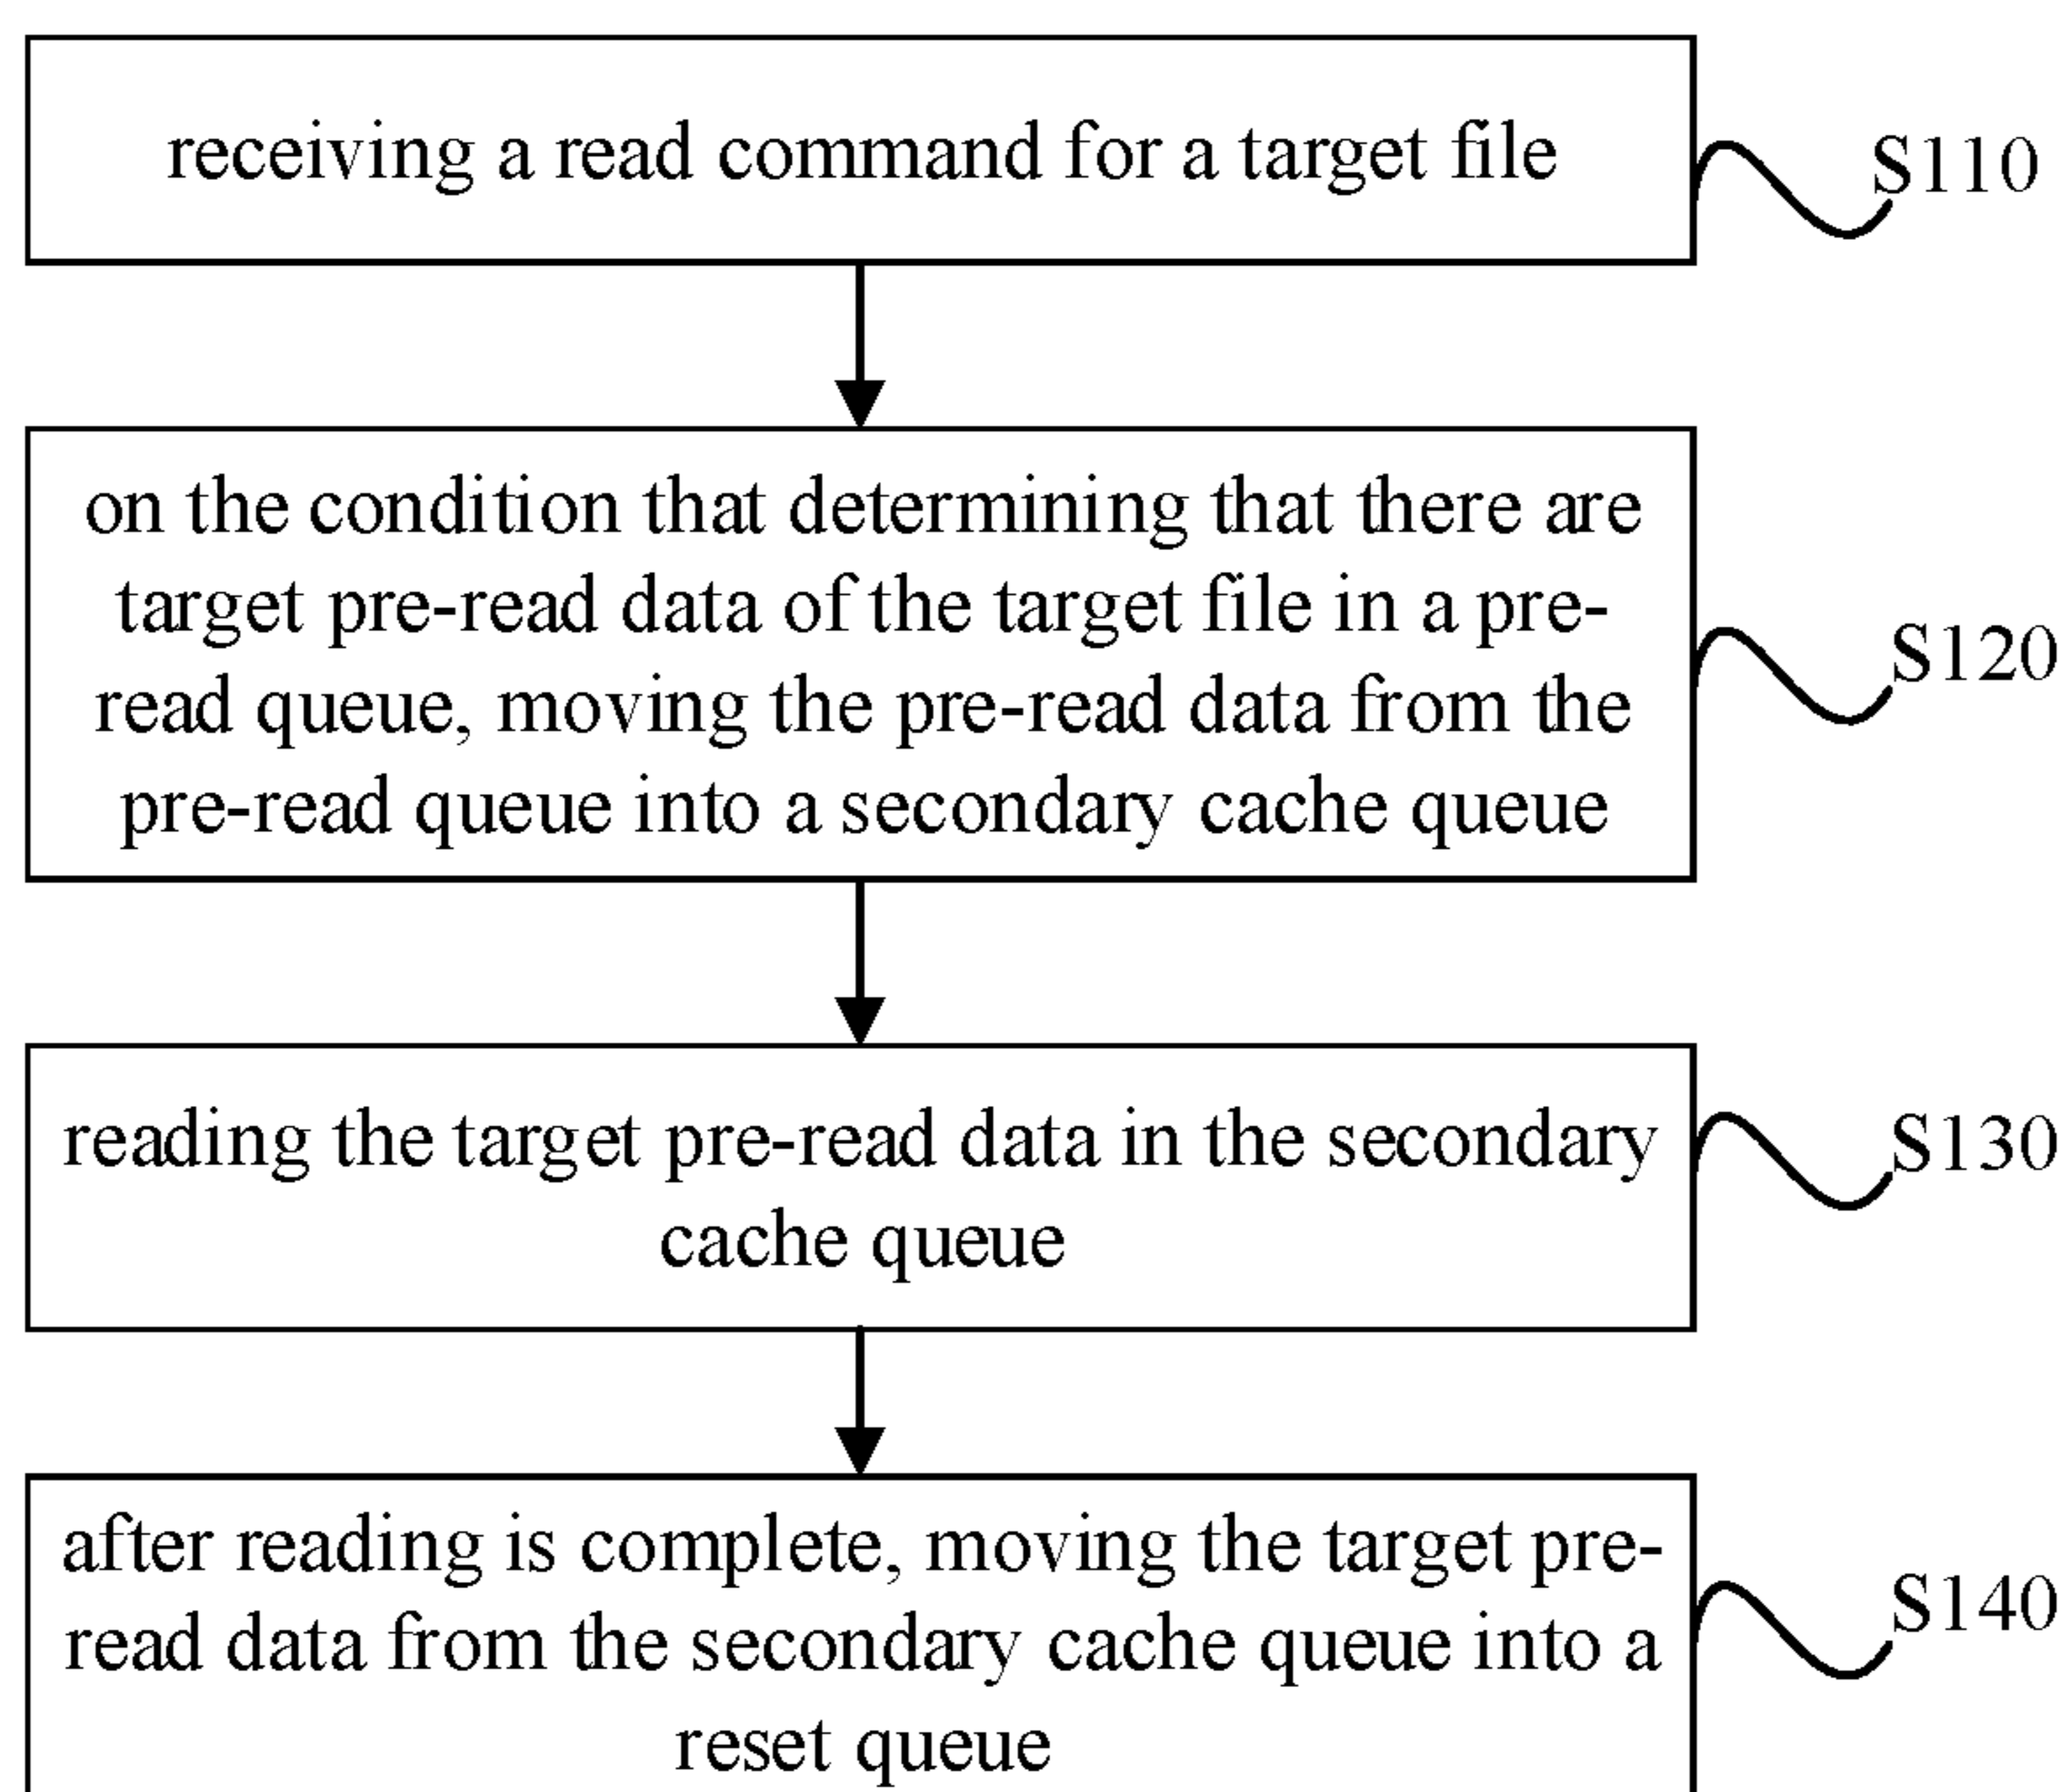 receiving a read command for a target file
S110
on the condition that determining that there are
target pre-read data of the target file in a pre-
read queue, moving the pre-read data from the
pre-read queue into a secondary cache queue
S120
reading the target pre-read data in the secondary
cache queue
S130
after reading is complete, moving the target pre-
read data from the secondary cache queue into a
reset queue
S140